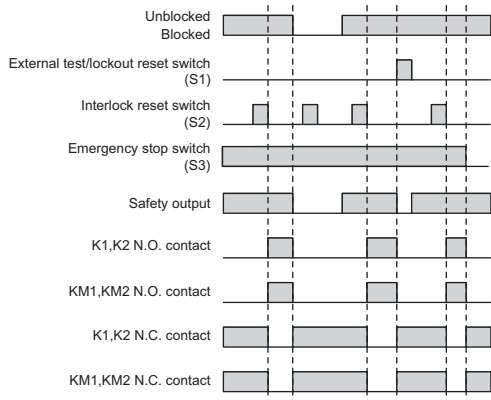 Unblocked
Blocked
External test/lockout reset switch
(S1)
Interlock reset switch
(S2)
Emergency stop switch
(S3)
Safety output
K1,K2 N.O. contact
KM1,KM2 N.O. contact
K1,K2 N.C. contact
KM1,KM2 N.C. contact